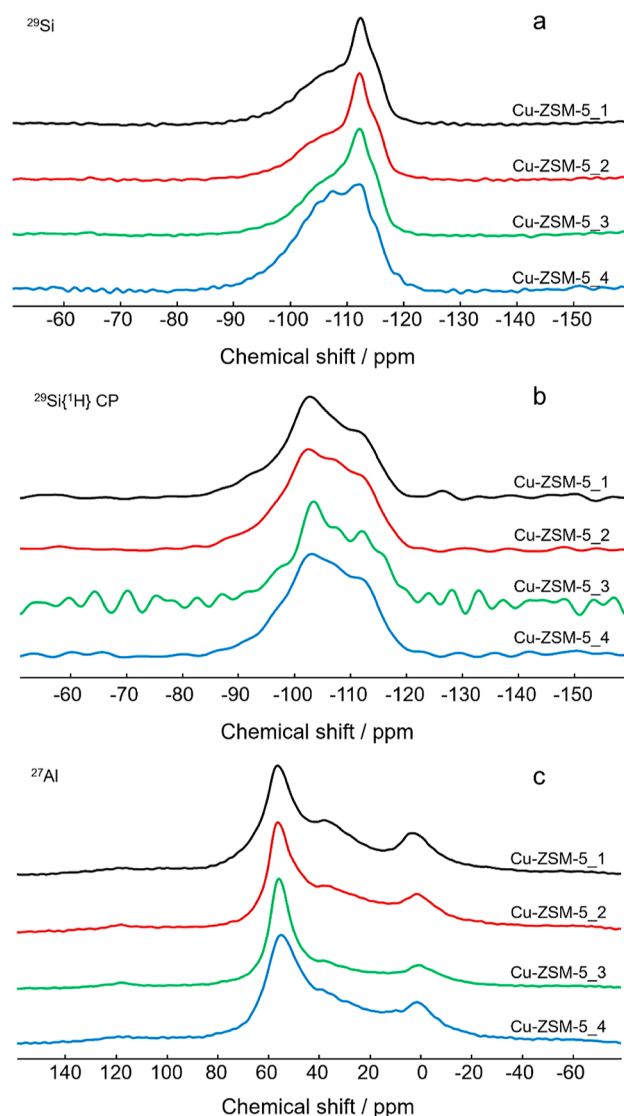 ²⁹Si a
Cu-ZSM-5_1
Cu-ZSM-5_2
Cu-ZSM-5_3
Cu-ZSM-5_4
-60 -70 -80 -90 -100 -110 -120 -130 -140 -150
Chemical shift / ppm
²⁹Si{¹H} CP b
Cu-ZSM-5_1
Cu-ZSM-5_2
Cu-ZSM-5_3
Cu-ZSM-5_4
-60 -70 -80 -90 -100 -110 -120 -130 -140 -150
Chemical shift / ppm
²⁷Al c
Cu-ZSM-5_1
Cu-ZSM-5_2
Cu-ZSM-5_3
Cu-ZSM-5_4
140 120 100 80 60 40 20 0 -20 -40 -60
Chemical shift / ppm